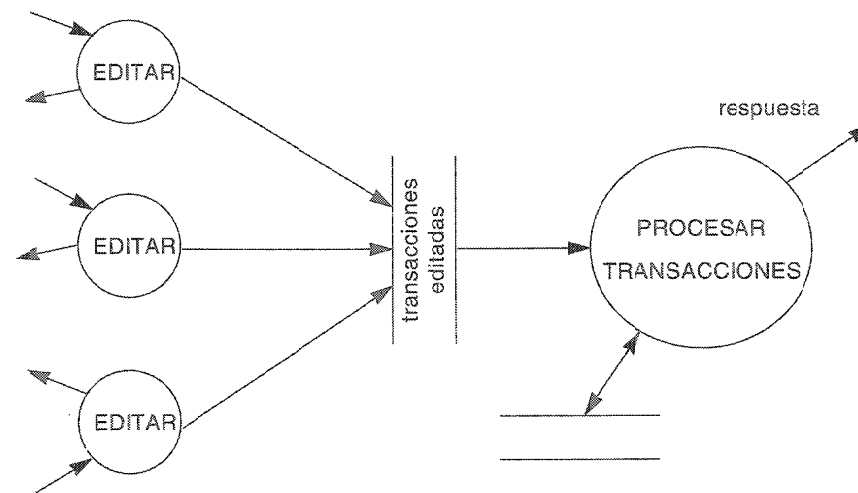 EDITAR
EDITAR
EDITAR
transacciones
editadas
respuesta
PROCESAR
TRANSACCIONES